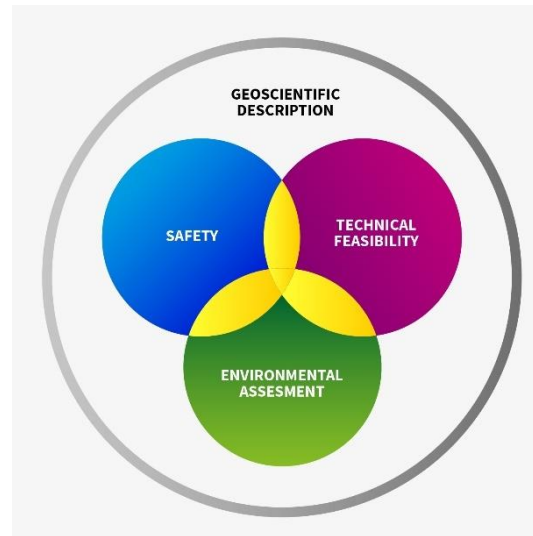 GEOSCIENTIFIC
DESCRIPTION
SAFETY
TECHNICAL
FEASIBILITY
ENVIRONMENTAL
ASSESMENT